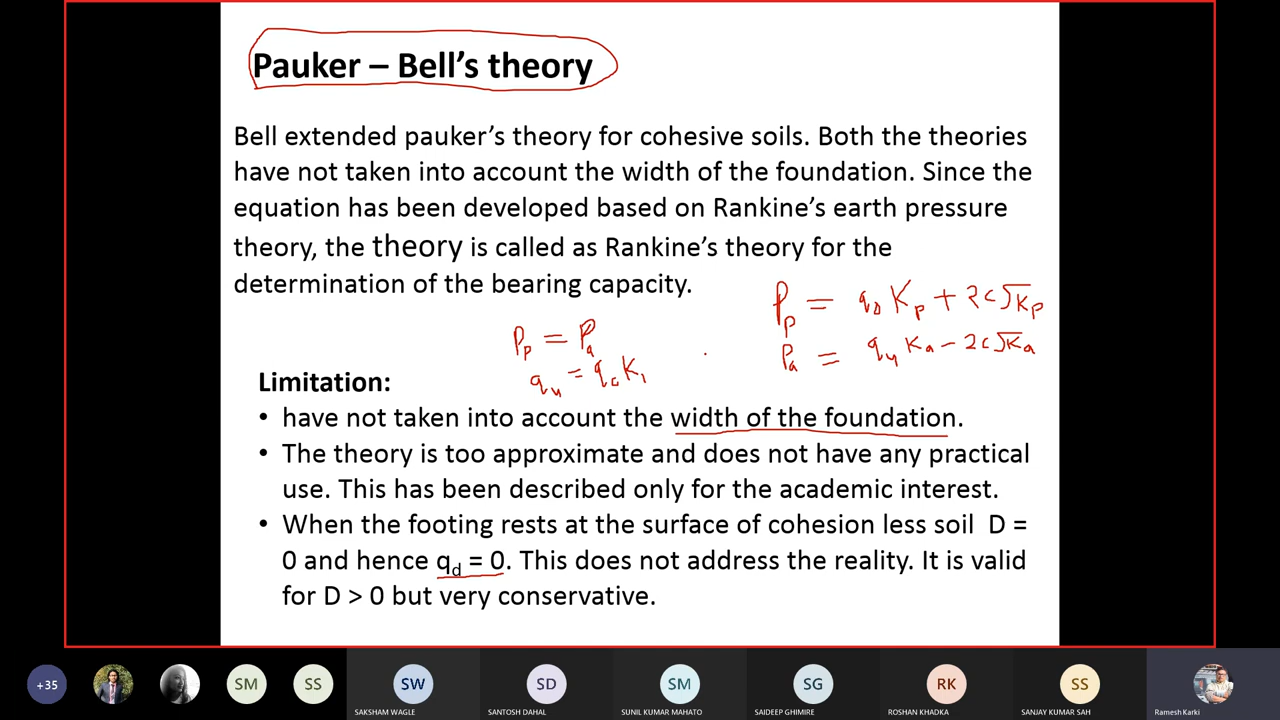 Pauker – Bell’s theory
Bell extended pauker’s theory for cohesive soils. Both the theories
have not taken into account the width of the foundation. Since the
equation has been developed based on Rankine’s earth pressure
theory, the theory is called as Rankine’s theory for the
determination of the bearing capacity.
Pp = q₀ Kp + 2c√Kp
Pp = Pa
Pa = qu Ka − 2c√Ka
Limitation:
• have not taken into account the width of the foundation.
• The theory is too approximate and does not have any practical
use. This has been described only for the academic interest.
• When the footing rests at the surface of cohesion less soil D =
0 and hence qd = 0. This does not address the reality. It is valid
for D > 0 but very conservative.
+35
SM
SS
SW
SD
SM
SG
RK
SS
SAKSHAM WAGLE
SANTOSH DAHAL
SUNIL KUMAR MAHATO
SAIDEEP GHIMIRE
ROSHAN KHADKA
SANJAY KUMAR SAH
Ramesh Karki